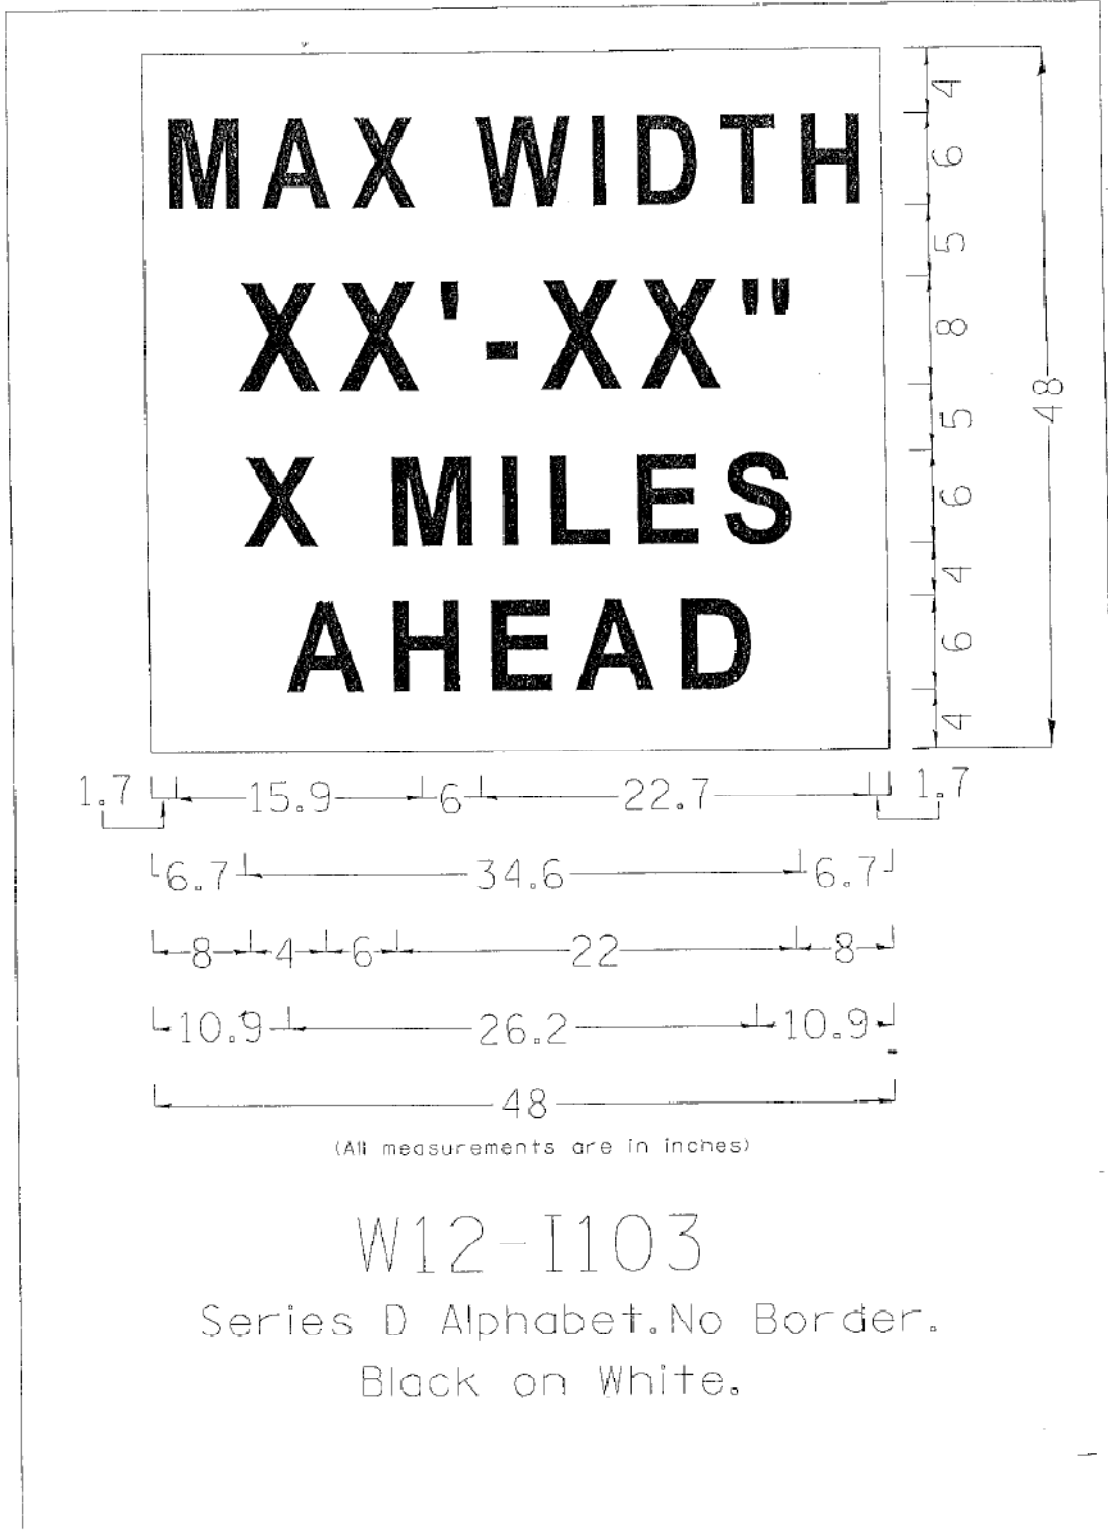 MAX WIDTH
XX'-XX"
X MILES
AHEAD
4
6
5
8
5
6
4
6
4
48
1.7 15.9 6 22.7 1.7
6.7 34.6 6.7
8 4 6 22 8
10.9 26.2 10.9
48
(All measurements are in inches)
W12-I103
Series D Alphabet. No Border.
Black on White.